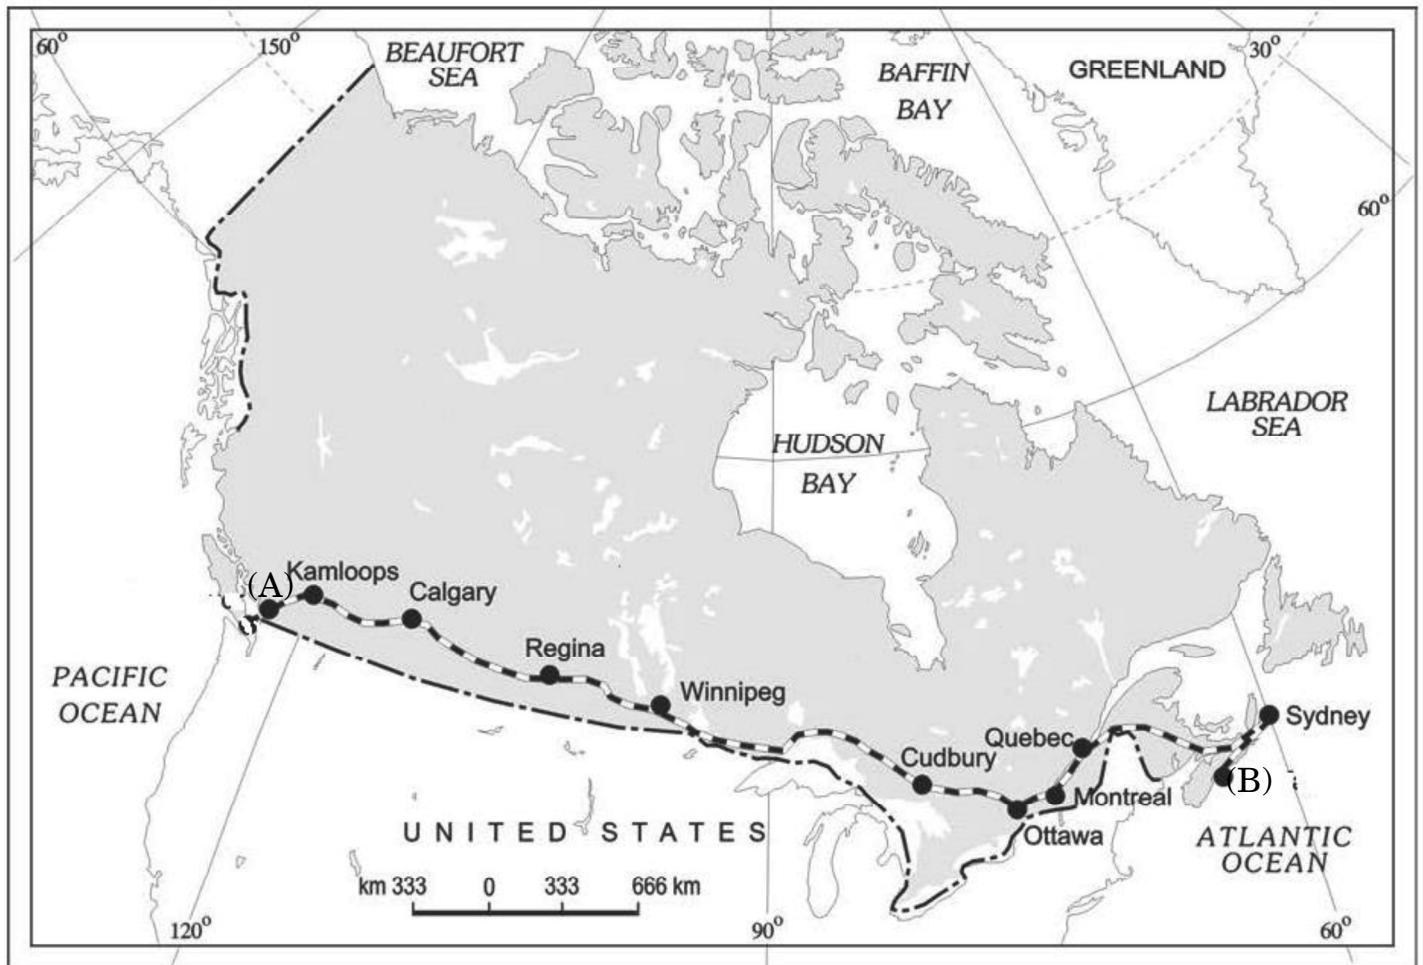 60°
150°
BEAUFORT
SEA
BAFFIN
BAY
GREENLAND
30°
60°
LABRADOR
SEA
HUDSON
BAY
(A)
Kamloops
Calgary
Regina
Winnipeg
PACIFIC
OCEAN
Cudbury
Quebec
Sydney
(B)
Montreal
Ottawa
ATLANTIC
OCEAN
UNITED STATES
km 333 0 333 666 km
120°
90°
60°